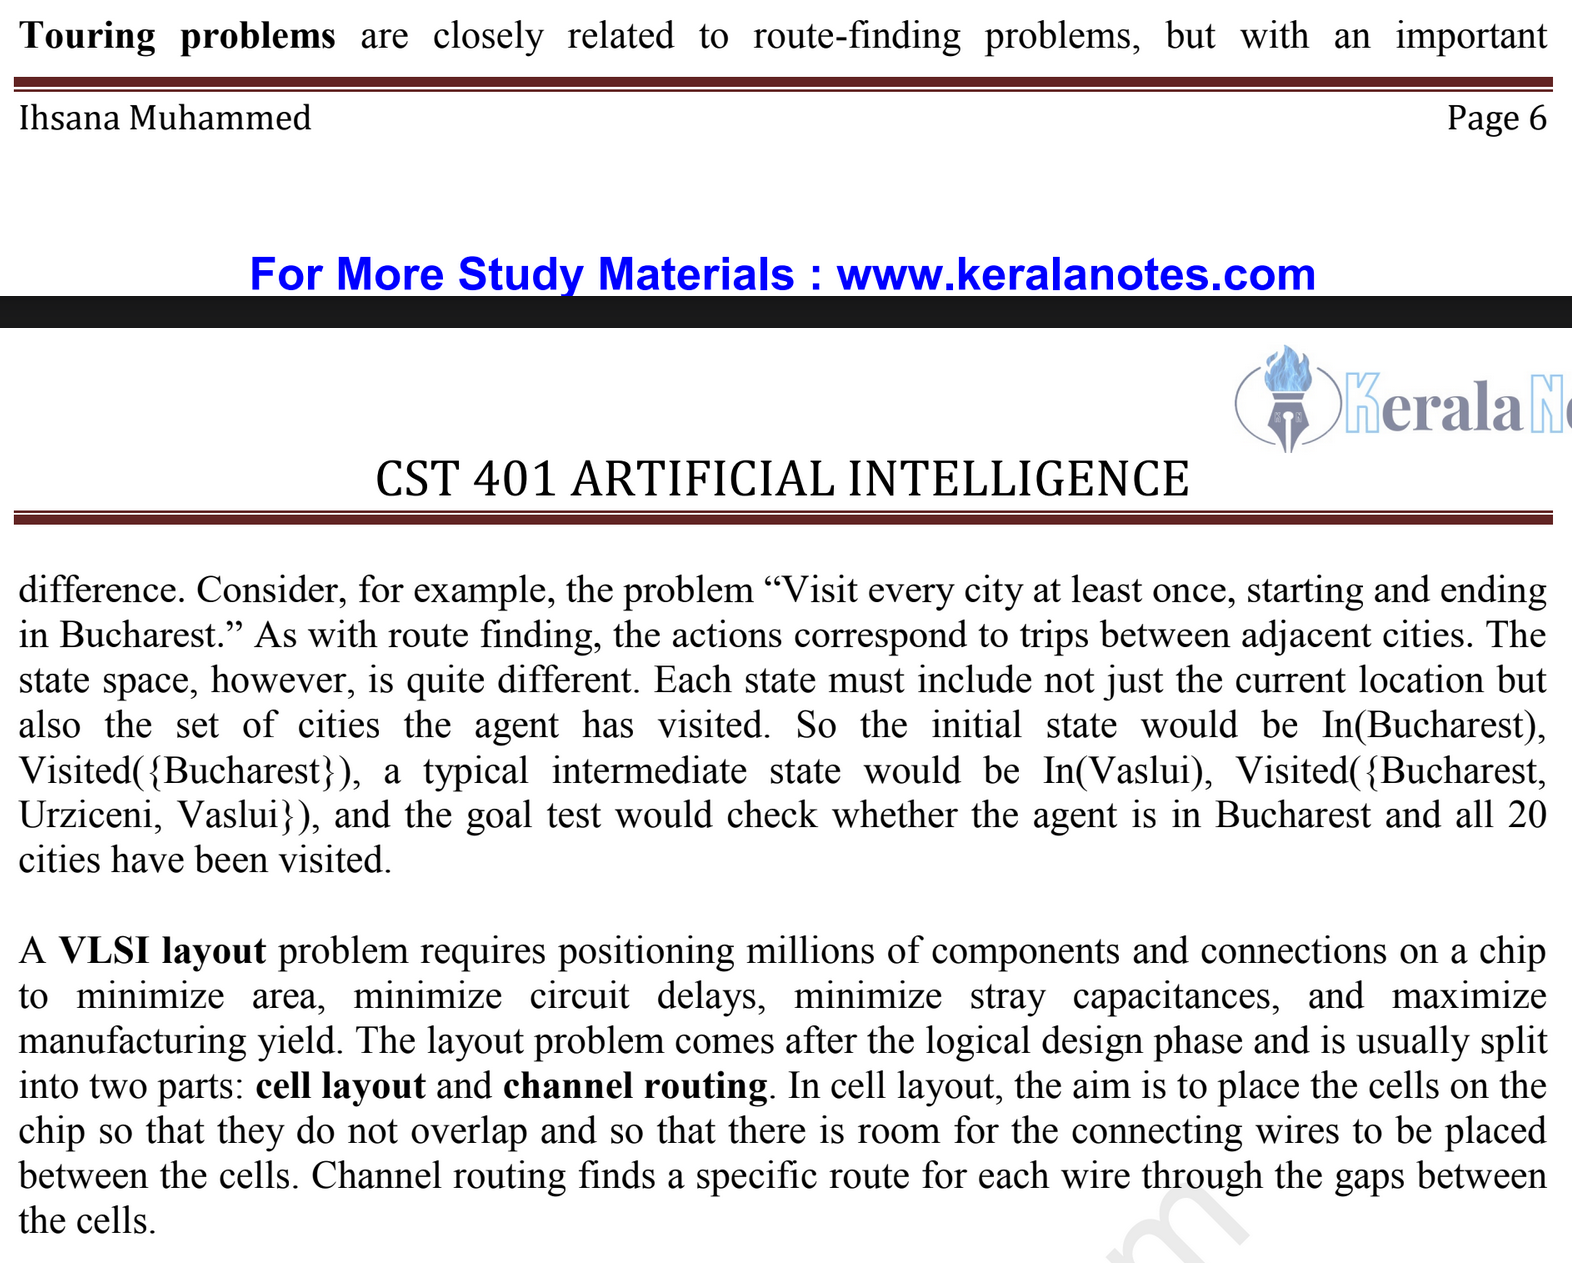 Touring problems are closely related to route-finding problems, but with an important
Ihsana Muhammed Page 6
For More Study Materials : www.keralanotes.com
Kerala
CST 401 ARTIFICIAL INTELLIGENCE
difference. Consider, for example, the problem “Visit every city at least once, starting and ending
in Bucharest.” As with route finding, the actions correspond to trips between adjacent cities. The
state space, however, is quite different. Each state must include not just the current location but
also the set of cities the agent has visited. So the initial state would be In(Bucharest),
Visited({Bucharest}), a typical intermediate state would be In(Vaslui), Visited({Bucharest,
Urziceni, Vaslui}), and the goal test would check whether the agent is in Bucharest and all 20
cities have been visited.
A VLSI layout problem requires positioning millions of components and connections on a chip
to minimize area, minimize circuit delays, minimize stray capacitances, and maximize
manufacturing yield. The layout problem comes after the logical design phase and is usually split
into two parts: cell layout and channel routing. In cell layout, the aim is to place the cells on the
chip so that they do not overlap and so that there is room for the connecting wires to be placed
between the cells. Channel routing finds a specific route for each wire through the gaps between
the cells.